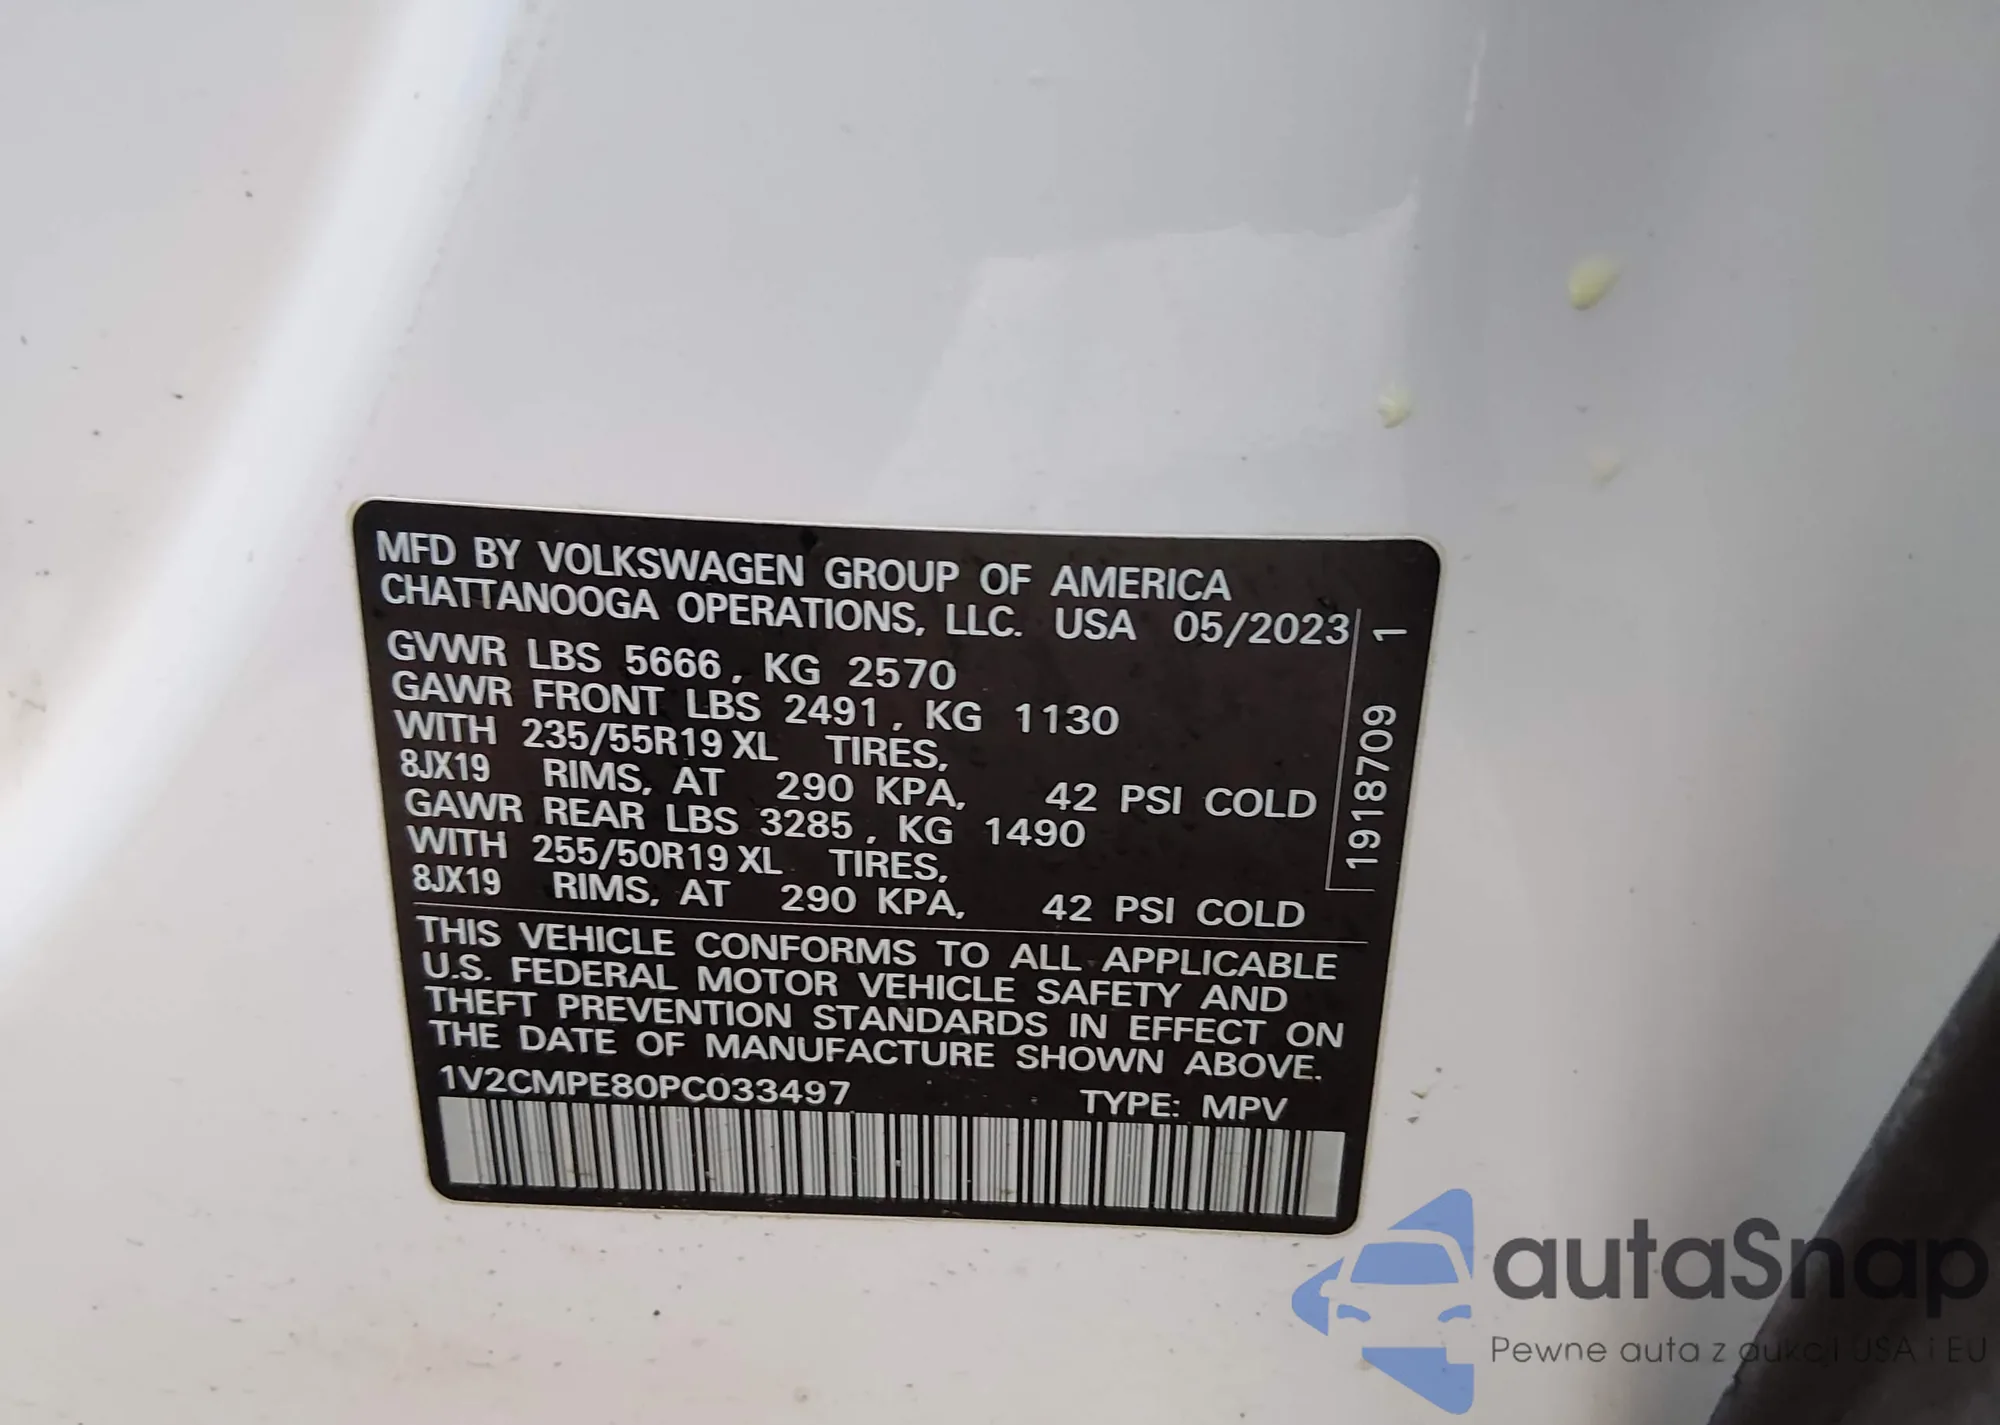 MFD BY VOLKSWAGEN GROUP OF AMERICA
CHATTANOOGA OPERATIONS, LLC. USA 05/2023
GVWR LBS 5666, KG 2570
GAWR FRONT LBS 2491, KG 1130
WITH 235/55R19 XL TIRES,
8JX19 RIMS, AT 290 KPA, 42 PSI COLD
GAWR REAR LBS 3285, KG 1490
WITH 255/50R19 XL TIRES,
8JX19 RIMS, AT 290 KPA, 42 PSI COLD
1918709 1
THIS VEHICLE CONFORMS TO ALL APPLICABLE
U.S. FEDERAL MOTOR VEHICLE SAFETY AND
THEFT PREVENTION STANDARDS IN EFFECT ON
THE DATE OF MANUFACTURE SHOWN ABOVE.
1V2CMPE80PC033497 TYPE: MPV
autaSnap
Pewne auta z aukcji USA i EU